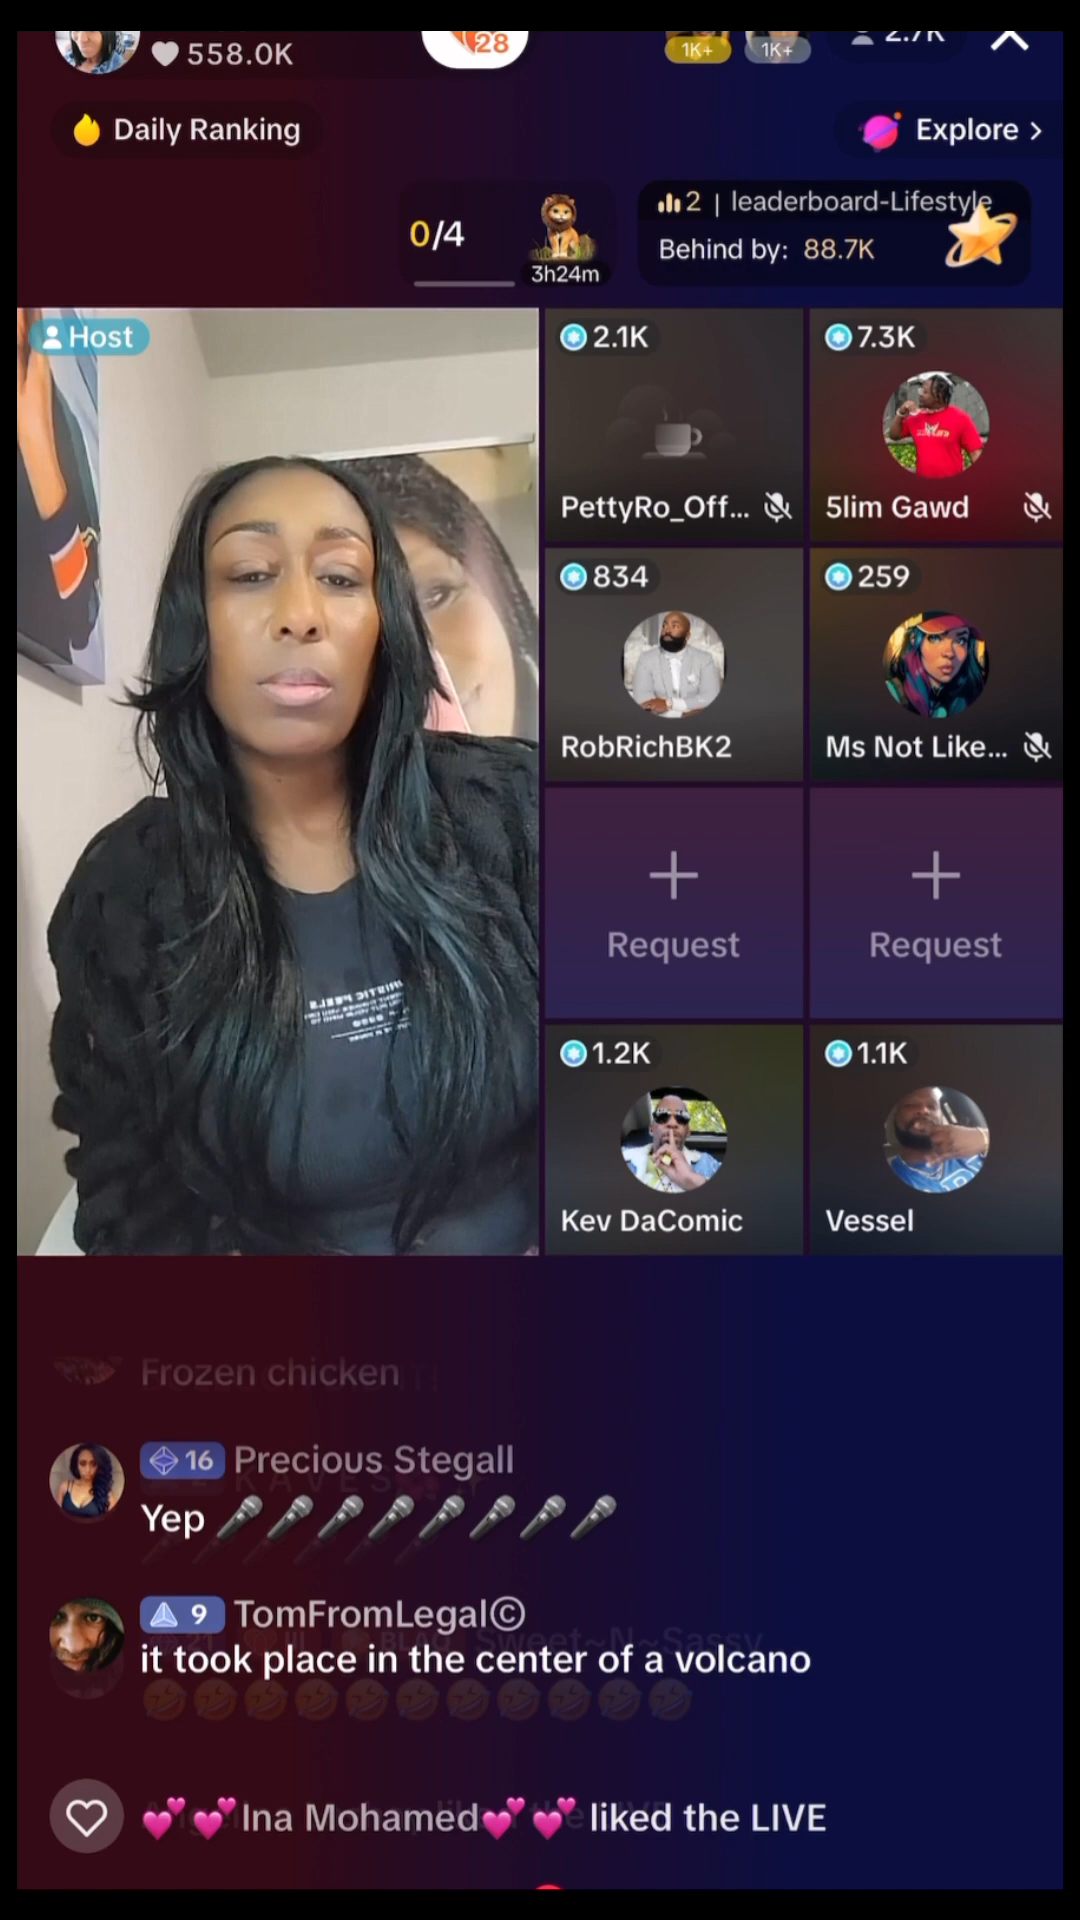 558.0K
28
1K+
1K+
2.7K
Daily Ranking
Explore >
0/4
3h24m
2 | leaderboard-Lifestyle
Behind by: 88.7K
Host
2.1K
PettyRo_Off...
7.3K
5lim Gawd
834
RobRichBK2
259
Ms Not Like...
Request
Request
1.2K
Kev DaComic
1.1K
Vessel
Frozen chicken
16 Precious Stegall
Yep 🎤🎤🎤🎤🎤🎤🎤🎤
9 TomFromLegal©
it took place in the center of a volcano
💕💕Ina Mohamed💕💕 liked the LIVE